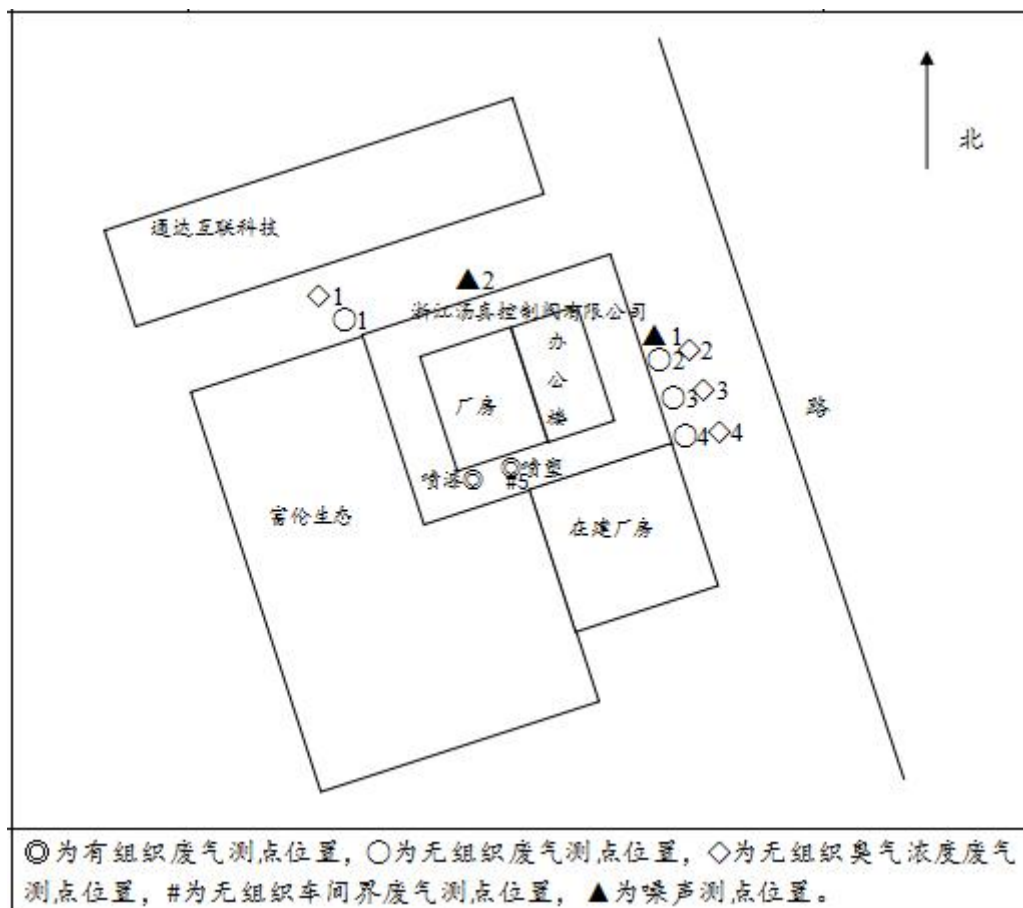 北
通达互联科技
◇1
○1
▲2
浙江汤真控制阀有限公司
办公楼
▲1
○2◇2
○3◇3
○4◇4
厂房
路
喷漆◎
◎喷塑
#5
富伦生态
在建厂房
◎为有组织废气测点位置，○为无组织废气测点位置，◇为无组织臭气浓度废气
测点位置，#为无组织车间界废气测点位置，▲为噪声测点位置。